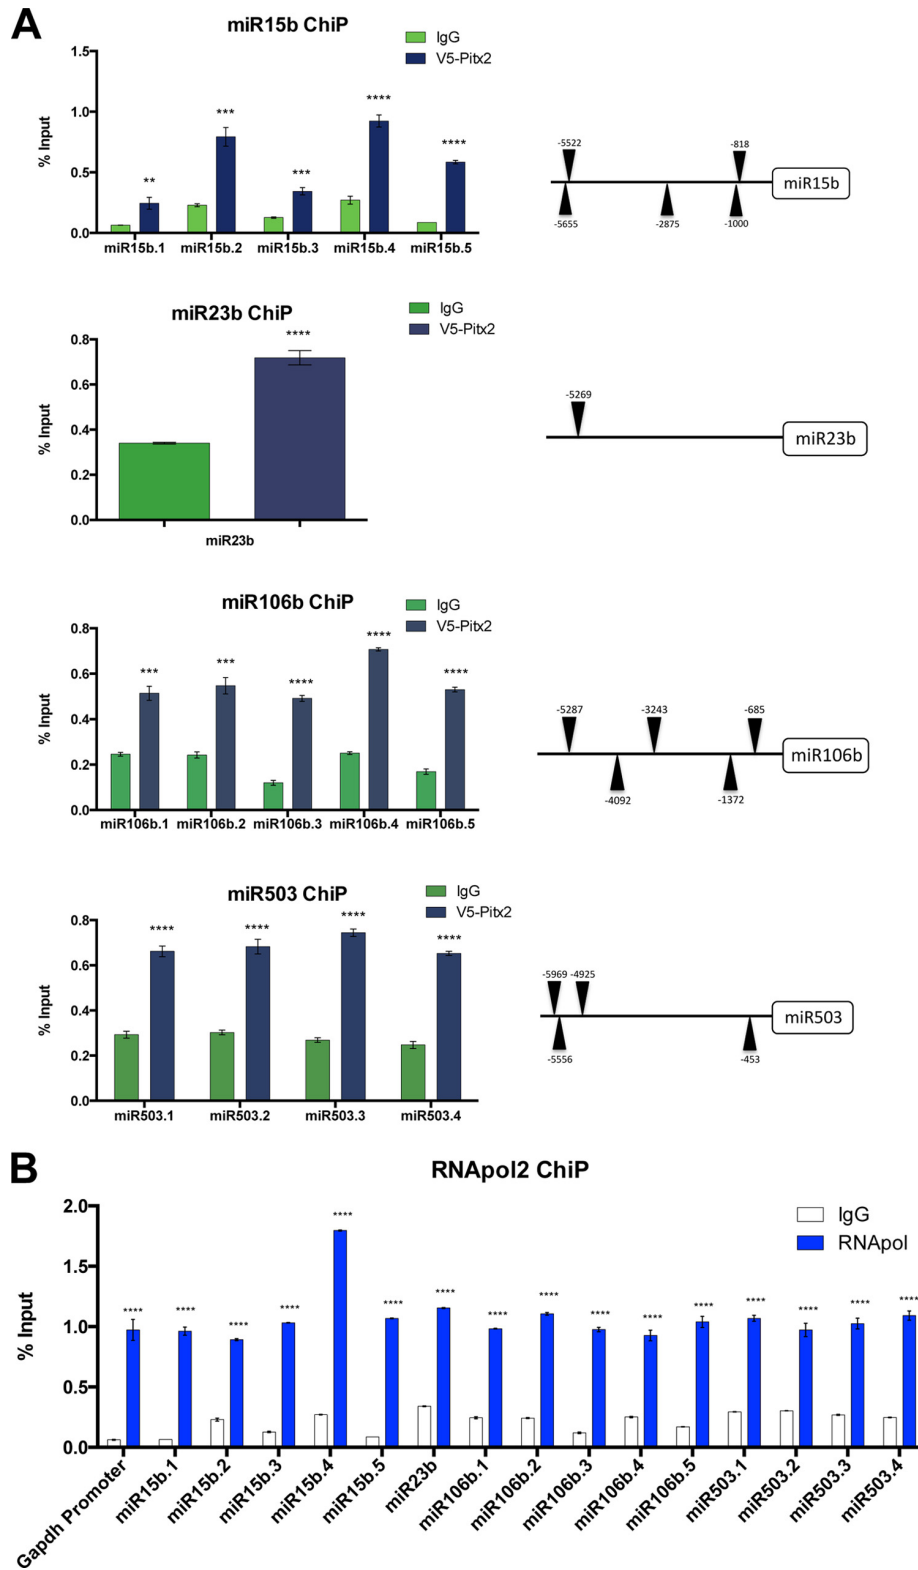 A
miR15b ChiP
IgG
V5-Pitx2
% Input
1.5
1.0
0.5
0.0
** *** *** **** ****
miR15b.1 miR15b.2 miR15b.3 miR15b.4 miR15b.5
-5522 -818
miR15b
-5655 -2875 -1000
miR23b ChiP
IgG
V5-Pitx2
% Input
0.8
0.6
0.4
0.2
0.0
****
miR23b
-5269
miR23b
miR106b ChiP
IgG
V5-Pitx2
% Input
0.8
0.6
0.4
0.2
0.0
*** *** **** **** ****
miR106b.1 miR106b.2 miR106b.3 miR106b.4 miR106b.5
-5287 -3243 -685
miR106b
-4092 -1372
miR503 ChiP
IgG
V5-Pitx2
% Input
0.8
0.6
0.4
0.2
0.0
**** **** **** ****
miR503.1 miR503.2 miR503.3 miR503.4
-5969 -4925
miR503
-5556 -453
B
RNApol2 ChiP
IgG
RNApol
% Input
2.0
1.5
1.0
0.5
0.0
**** **** **** **** **** **** **** **** **** **** **** **** **** **** **** ****
Gapdh Promoter
miR15b.1
miR15b.2
miR15b.3
miR15b.4
miR15b.5
miR23b
miR106b.1
miR106b.2
miR106b.3
miR106b.4
miR106b.5
miR503.1
miR503.2
miR503.3
miR503.4